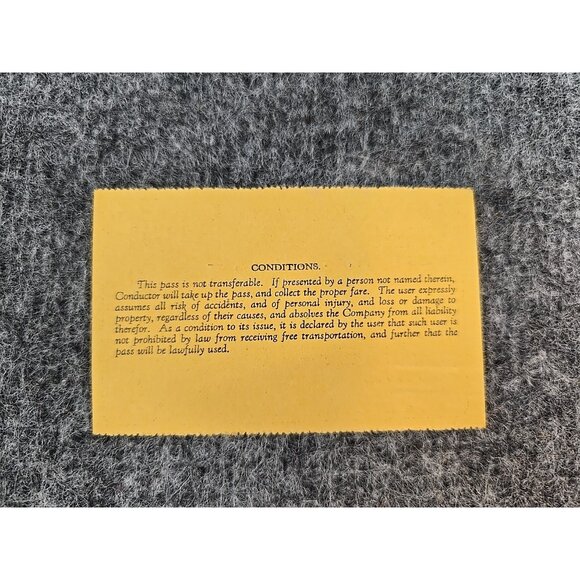 CONDITIONS.
This pass is not transferable. If presented by a person not named therein,
Conductor will take up the pass, and collect the proper fare. The user expressly
assumes all risk of accidents, and of personal injury, and loss or damage to
property, regardless of their causes, and absolves the Company from all liability
therefor. As a condition to its issue, it is declared by the user that such user is
not prohibited by law from receiving free transportation, and further that the
pass will be lawfully used.